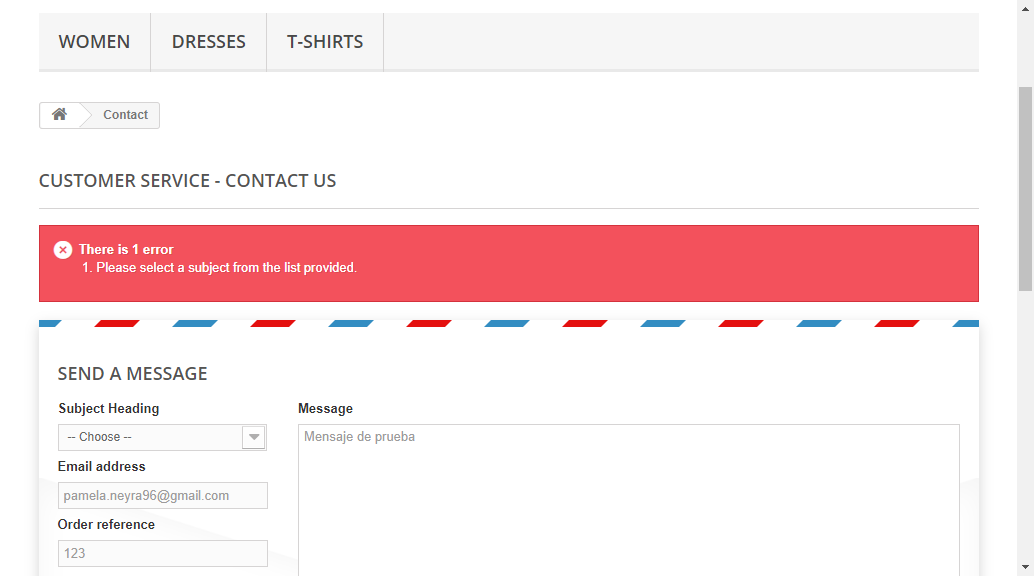 WOMEN DRESSES T-SHIRTS
Contact
CUSTOMER SERVICE - CONTACT US
There is 1 error
1. Please select a subject from the list provided.
SEND A MESSAGE
Subject Heading
-- Choose --
Email address
pamela.neyra96@gmail.com
Order reference
123
Message
Mensaje de prueba